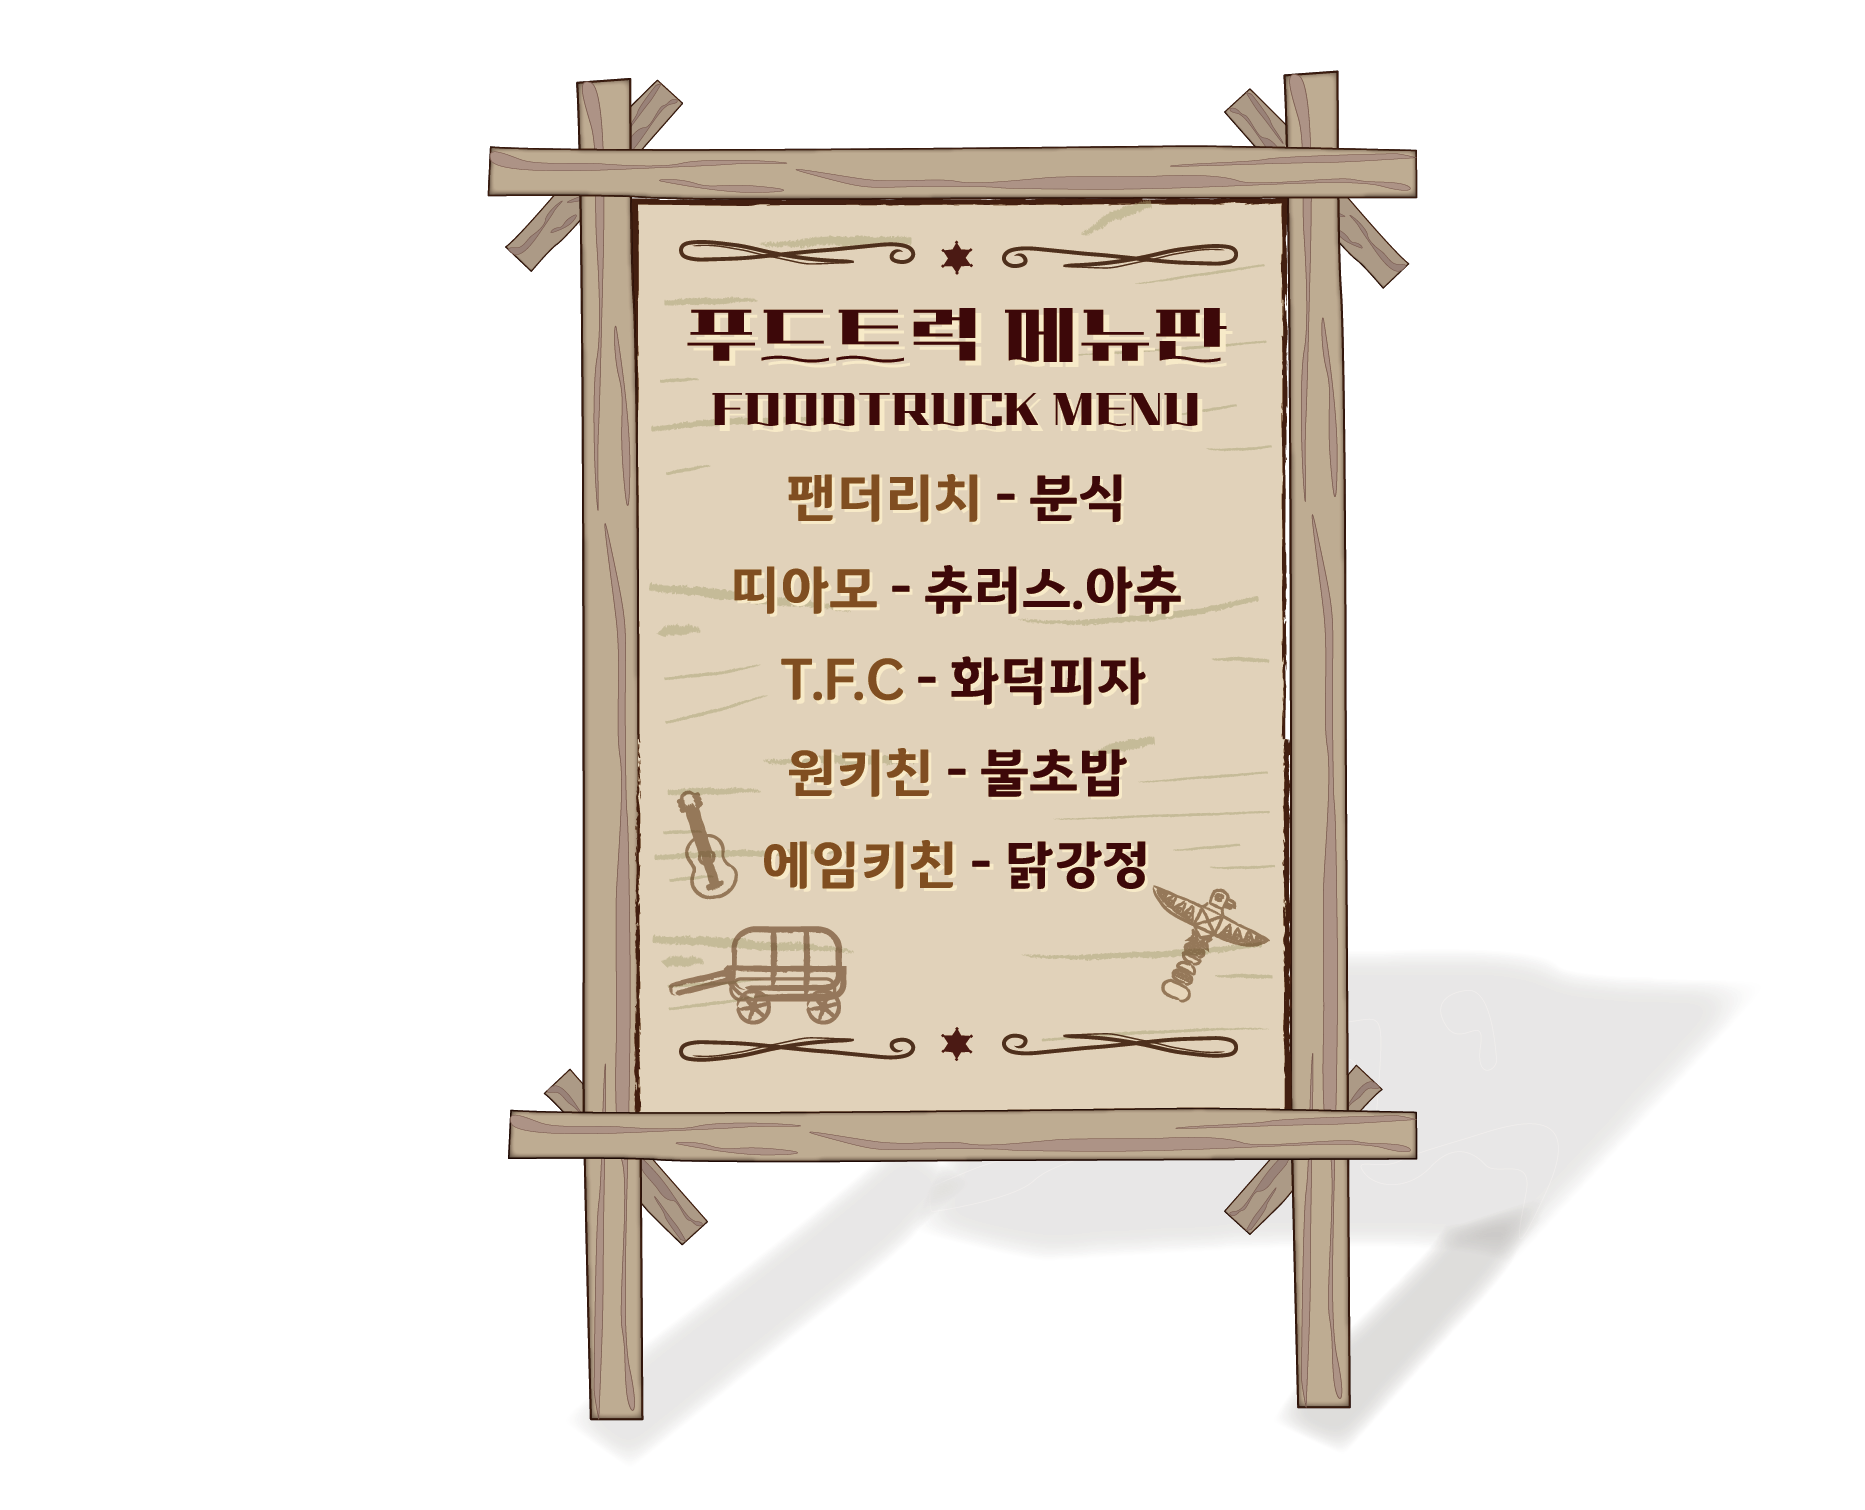 푸드트럭 메뉴판
FOODTRUCK MENU
팬더리치 - 분식
띠아모 - 츄러스.아츄
T.F.C - 화덕피자
원키친 - 불초밥
에임키친 - 닭강정